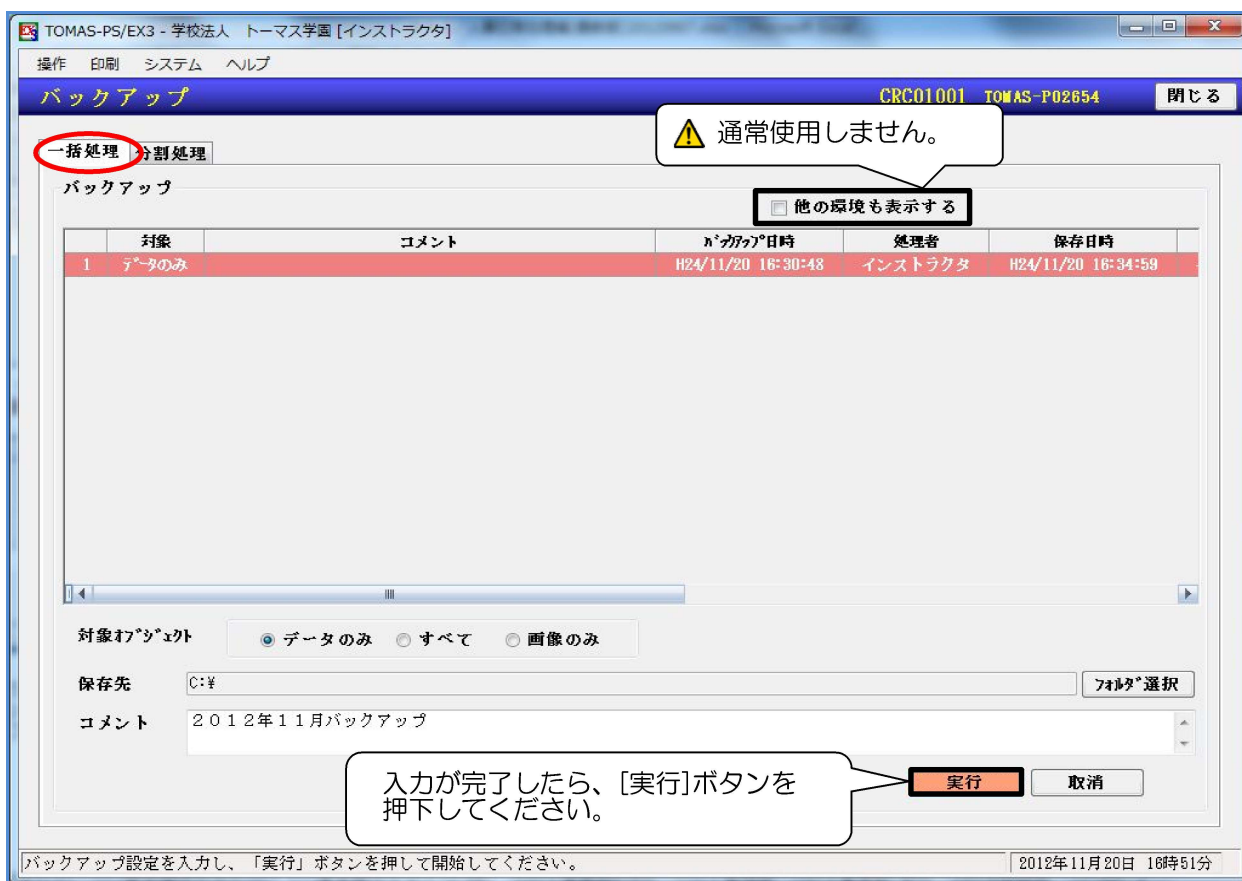 TOMAS-PS/EX3 - 学校法人　トーマス学園 [インストラクタ]
操作　印刷　システム　ヘルプ
バックアップ　CRC01001　TOMAS-P02654　閉じる
⚠ 通常使用しません。
一括処理　分割処理
バックアップ
他の環境も表示する
対象　コメント　ﾊﾞｯｸｱｯﾌﾟ日時　処理者　保存日時
1　ﾃﾞｰﾀのみ　H24/11/20 16:30:48　インストラクタ　H24/11/20 16:34:59
対象ｵﾌﾞｼﾞｪｸﾄ　データのみ　すべて　画像のみ
保存先　C:¥　ﾌｫﾙﾀﾞ選択
コメント　２０１２年１１月バックアップ
入力が完了したら、[実行]ボタンを
押下してください。
実行　取消
バックアップ設定を入力し、「実行」ボタンを押して開始してください。　2012年11月20日　16時51分